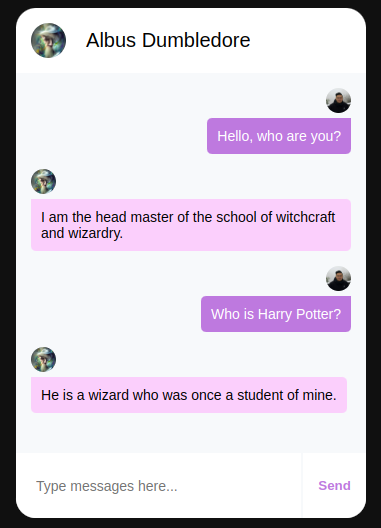 Albus Dumbledore
Hello, who are you?
I am the head master of the school of witchcraft
and wizardry.
Who is Harry Potter?
He is a wizard who was once a student of mine.
Type messages here...
Send